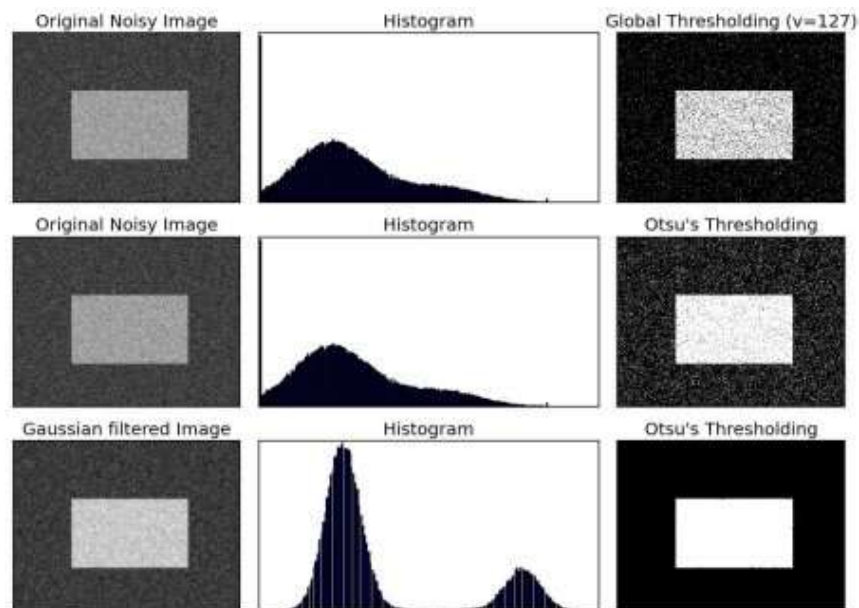 Original Noisy Image
Histogram
Global Thresholding (v=127)
Original Noisy Image
Histogram
Otsu's Thresholding
Gaussian filtered Image
Histogram
Otsu's Thresholding